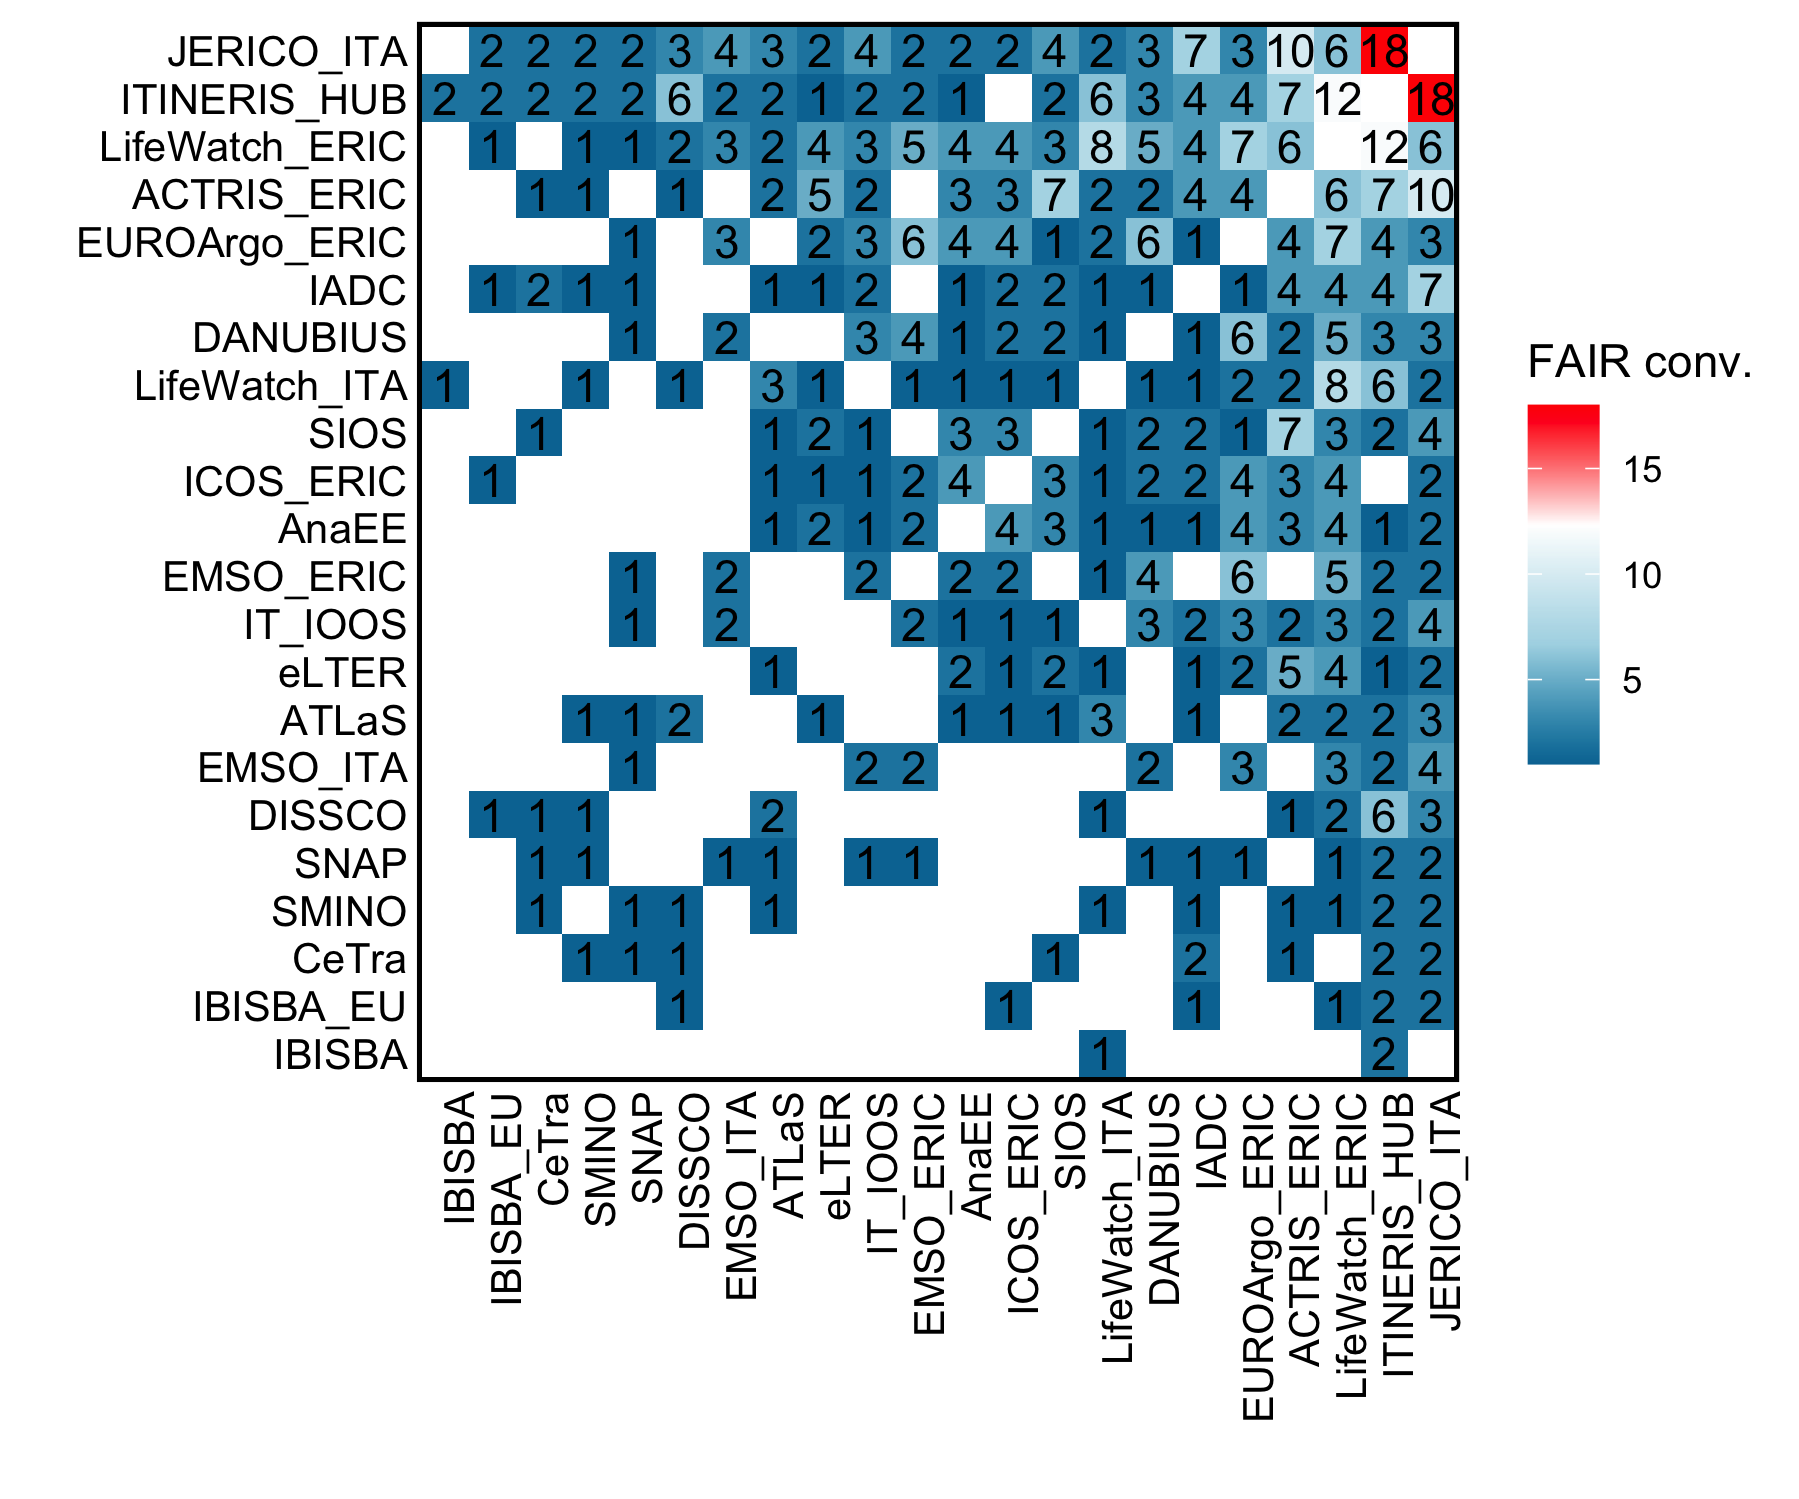 JERICO_ITA 2 2 2 2 3 4 3 2 4 2 2 2 4 2 3 7 3 10 6 18
ITINERIS_HUB 2 2 2 2 2 6 2 2 1 2 2 1 2 6 3 4 4 7 12 18
LifeWatch_ERIC 1 1 1 2 3 2 4 3 5 4 4 3 8 5 4 7 6 12 6
ACTRIS_ERIC 1 1 1 2 5 2 3 3 7 2 2 4 4 6 7 10
EUROArgo_ERIC 1 3 2 3 6 4 4 1 2 6 1 4 7 4 3
IADC 1 2 1 1 1 1 2 1 2 2 1 1 1 4 4 4 7
DANUBIUS 1 2 3 4 1 2 2 1 1 6 2 5 3 3
LifeWatch_ITA 1 1 1 3 1 1 1 1 1 1 1 2 2 8 6 2
SIOS 1 1 2 1 3 3 1 2 2 1 7 3 2 4
ICOS_ERIC 1 1 1 1 2 4 3 1 2 2 4 3 4 2
AnaEE 1 2 1 2 4 3 1 1 1 4 3 4 1 2
EMSO_ERIC 1 2 2 2 2 1 4 6 5 2 2
IT_IOOS 1 2 2 1 1 1 3 2 3 2 3 2 4
eLTER 1 2 1 2 1 1 2 5 4 1 2
ATLaS 1 1 2 1 1 1 1 3 1 2 2 2 3
EMSO_ITA 1 2 2 2 3 3 2 4
DISSCO 1 1 1 2 1 1 2 6 3
SNAP 1 1 1 1 1 1 1 1 1 1 2 2
SMINO 1 1 1 1 1 1 1 1 2 2
CeTra 1 1 1 1 2 1 2 2
IBISBA_EU 1 1 1 1 2 2
IBISBA 1 2
IBISBA
IBISBA_EU
CeTra
SMINO
SNAP
DISSCO
EMSO_ITA
ATLaS
eLTER
IT_IOOS
EMSO_ERIC
AnaEE
ICOS_ERIC
SIOS
LifeWatch_ITA
DANUBIUS
IADC
EUROArgo_ERIC
ACTRIS_ERIC
LifeWatch_ERIC
ITINERIS_HUB
JERICO_ITA
FAIR conv.
15
10
5